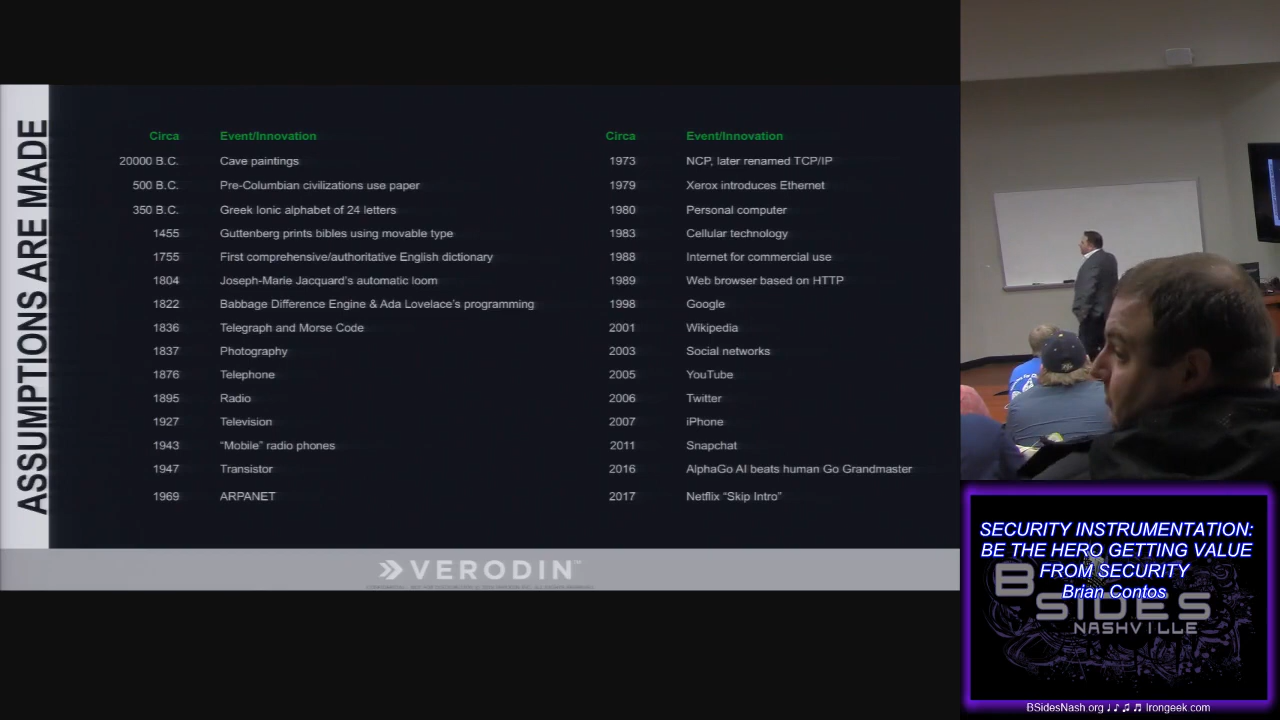 ASSUMPTIONS ARE MADE
Circa Event/Innovation
20000 B.C. Cave paintings
500 B.C. Pre-Columbian civilizations use paper
350 B.C. Greek Ionic alphabet of 24 letters
1455 Guttenberg prints bibles using movable type
1755 First comprehensive/authoritative English dictionary
1804 Joseph-Marie Jacquard's automatic loom
1822 Babbage Difference Engine & Ada Lovelace's programming
1836 Telegraph and Morse Code
1837 Photography
1876 Telephone
1895 Radio
1927 Television
1943 "Mobile" radio phones
1947 Transistor
1969 ARPANET
Circa Event/Innovation
1973 NCP, later renamed TCP/IP
1979 Xerox introduces Ethernet
1980 Personal computer
1983 Cellular technology
1988 Internet for commercial use
1989 Web browser based on HTTP
1998 Google
2001 Wikipedia
2003 Social networks
2005 YouTube
2006 Twitter
2007 iPhone
2011 Snapchat
2016 AlphaGo AI beats human Go Grandmaster
2017 Netflix "Skip Intro"
VERODIN™
SECURITY INSTRUMENTATION:
BE THE HERO GETTING VALUE
FROM SECURITY
Brian Contos
BSIDES
NASHVILLE
BSidesNash.org ♩ ♪ ♫ ♬ Irongeek.com